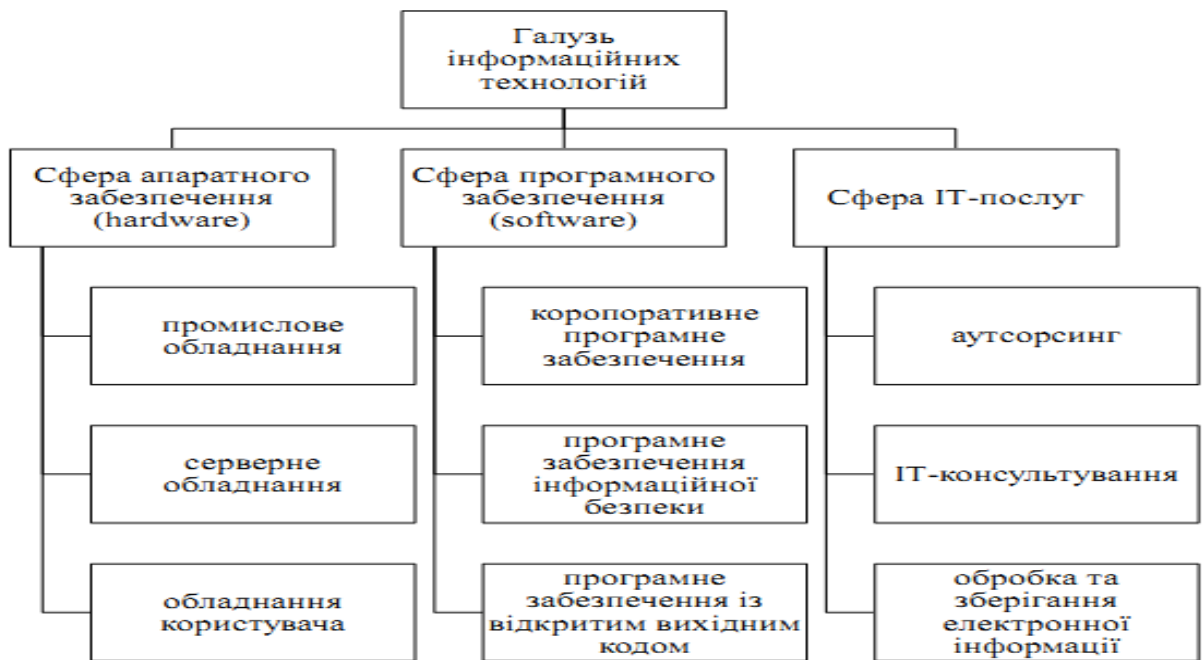 Галузь
інформаційних
технологій
Сфера апаратного
забезпечення
(hardware)
Сфера програмного
забезпечення
(software)
Сфера ІТ-послуг
промислове
обладнання
коропоративне
програмне
забезпечення
аутсорсинг
серверне
обладнання
програмне
забезпечення
інформаційної
безпеки
ІТ-консультування
обладнання
користувача
програмне
забезпечення із
відкритим вихідним
кодом
обробка та
зберігання
електронної
інформації